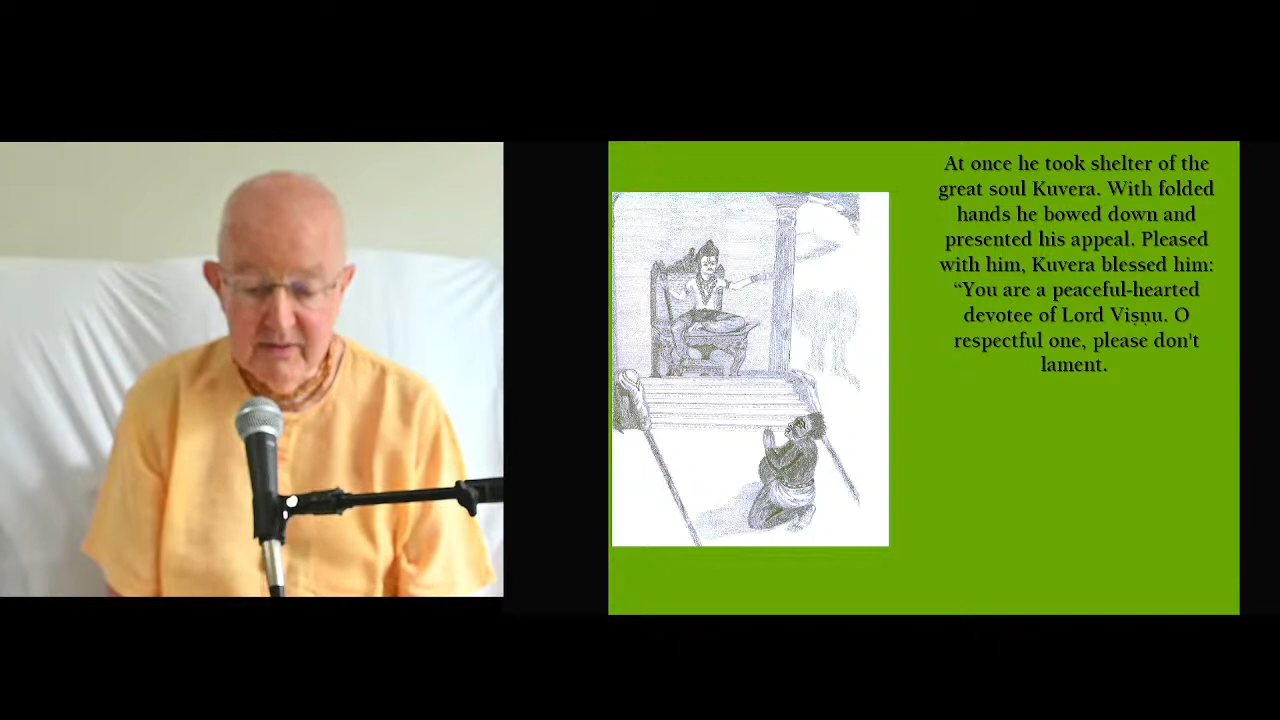 At once he took shelter of the
great soul Kuvera. With folded
hands he bowed down and
presented his appeal. Pleased
with him, Kuvera blessed him:
“You are a peaceful-hearted
devotee of Lord Viṣṇu. O
respectful one, please don't
lament.